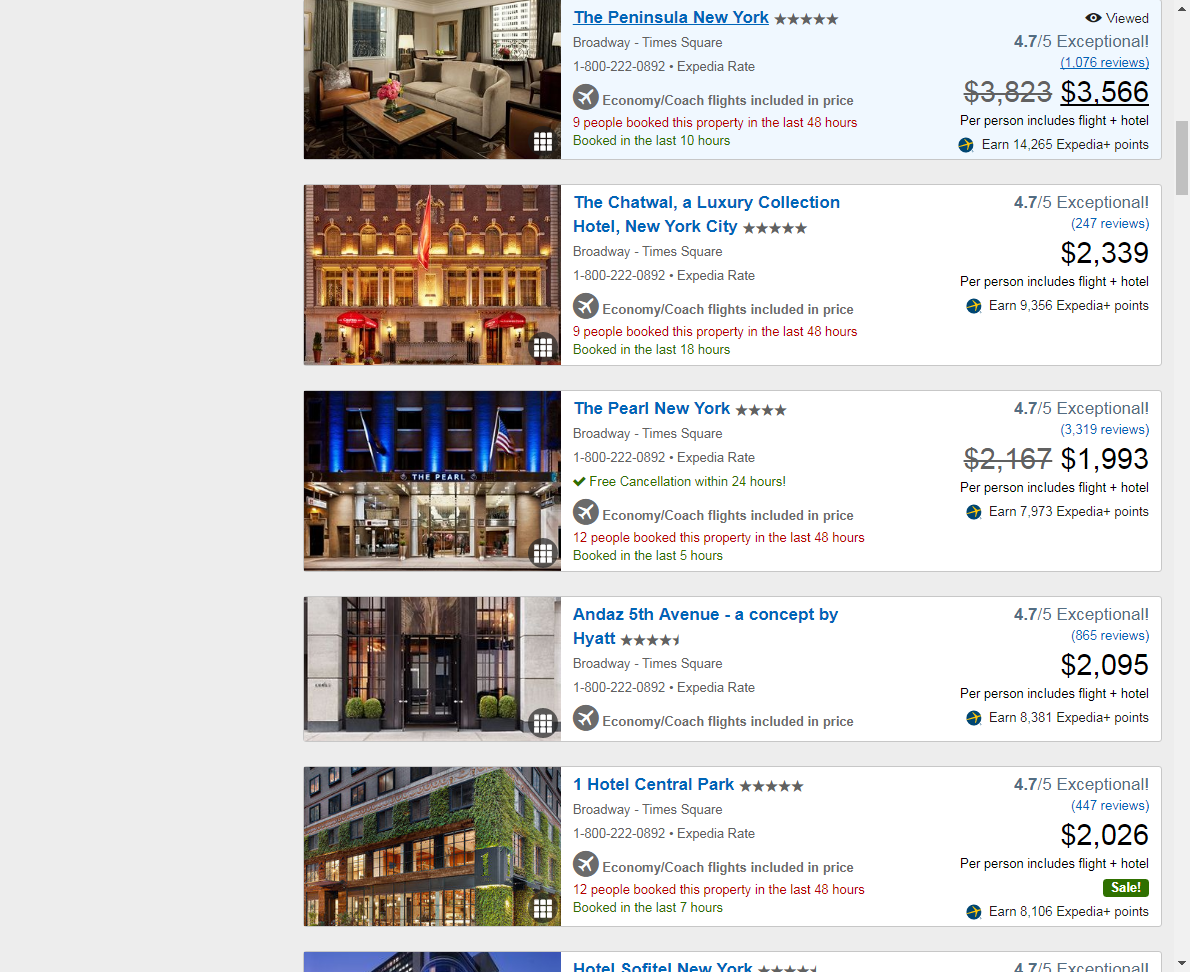 The Peninsula New York
Viewed
Broadway - Times Square
4.7/5 Exceptional!
1-800-222-0892 • Expedia Rate
(1,076 reviews)
$3,823 $3,566
Economy/Coach flights included in price
Per person includes flight + hotel
9 people booked this property in the last 48 hours
Booked in the last 10 hours
Earn 14,265 Expedia+ points
The Chatwal, a Luxury Collection
Hotel, New York City
4.7/5 Exceptional!
(247 reviews)
Broadway - Times Square
$2,339
1-800-222-0892 • Expedia Rate
Per person includes flight + hotel
Economy/Coach flights included in price
Earn 9,356 Expedia+ points
9 people booked this property in the last 48 hours
Booked in the last 18 hours
THE PEARL
The Pearl New York
4.7/5 Exceptional!
Broadway - Times Square
(3,319 reviews)
1-800-222-0892 • Expedia Rate
$2,167 $1,993
Free Cancellation within 24 hours!
Per person includes flight + hotel
Economy/Coach flights included in price
Earn 7,973 Expedia+ points
12 people booked this property in the last 48 hours
Booked in the last 5 hours
Andaz 5th Avenue - a concept by
Hyatt
4.7/5 Exceptional!
(865 reviews)
Broadway - Times Square
$2,095
1-800-222-0892 • Expedia Rate
Per person includes flight + hotel
Economy/Coach flights included in price
Earn 8,381 Expedia+ points
1 Hotel Central Park
4.7/5 Exceptional!
Broadway - Times Square
(447 reviews)
1-800-222-0892 • Expedia Rate
$2,026
Economy/Coach flights included in price
Per person includes flight + hotel
12 people booked this property in the last 48 hours
Sale!
Booked in the last 7 hours
Earn 8,106 Expedia+ points
Hotel Sofitel New York
4.7/5 Exceptional!